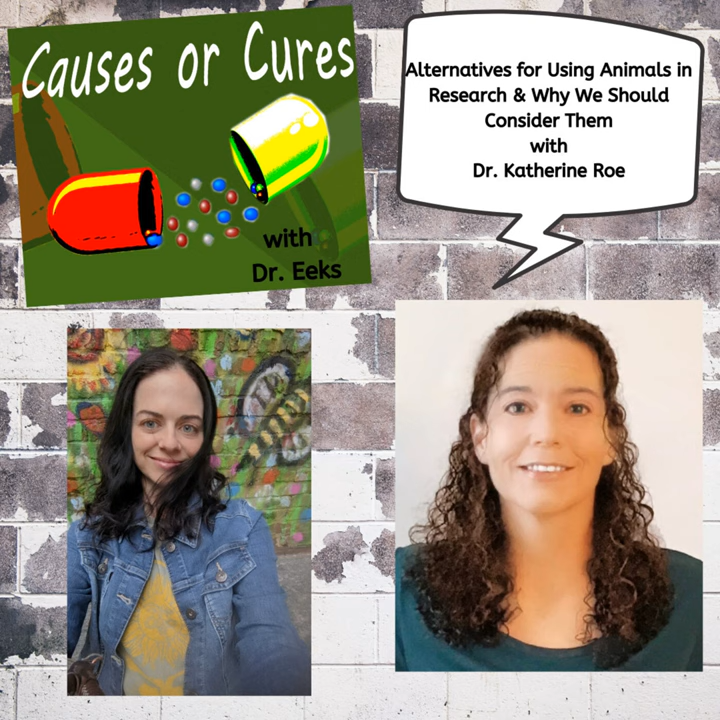 Causes or Cures
with
Dr. Eeks
Alternatives for Using Animals in
Research & Why We Should
Consider Them
with
Dr. Katherine Roe